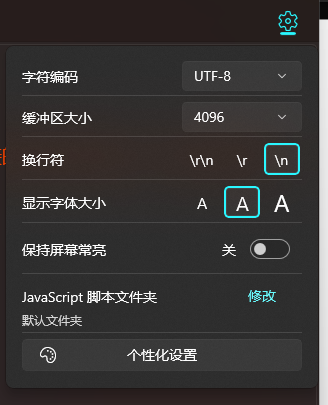 字符编码 UTF-8
缓冲区大小 4096
换行符 \r\n \r \n
显示字体大小 A A A
保持屏幕常亮 关
JavaScript 脚本文件夹 修改
默认文件夹
个性化设置